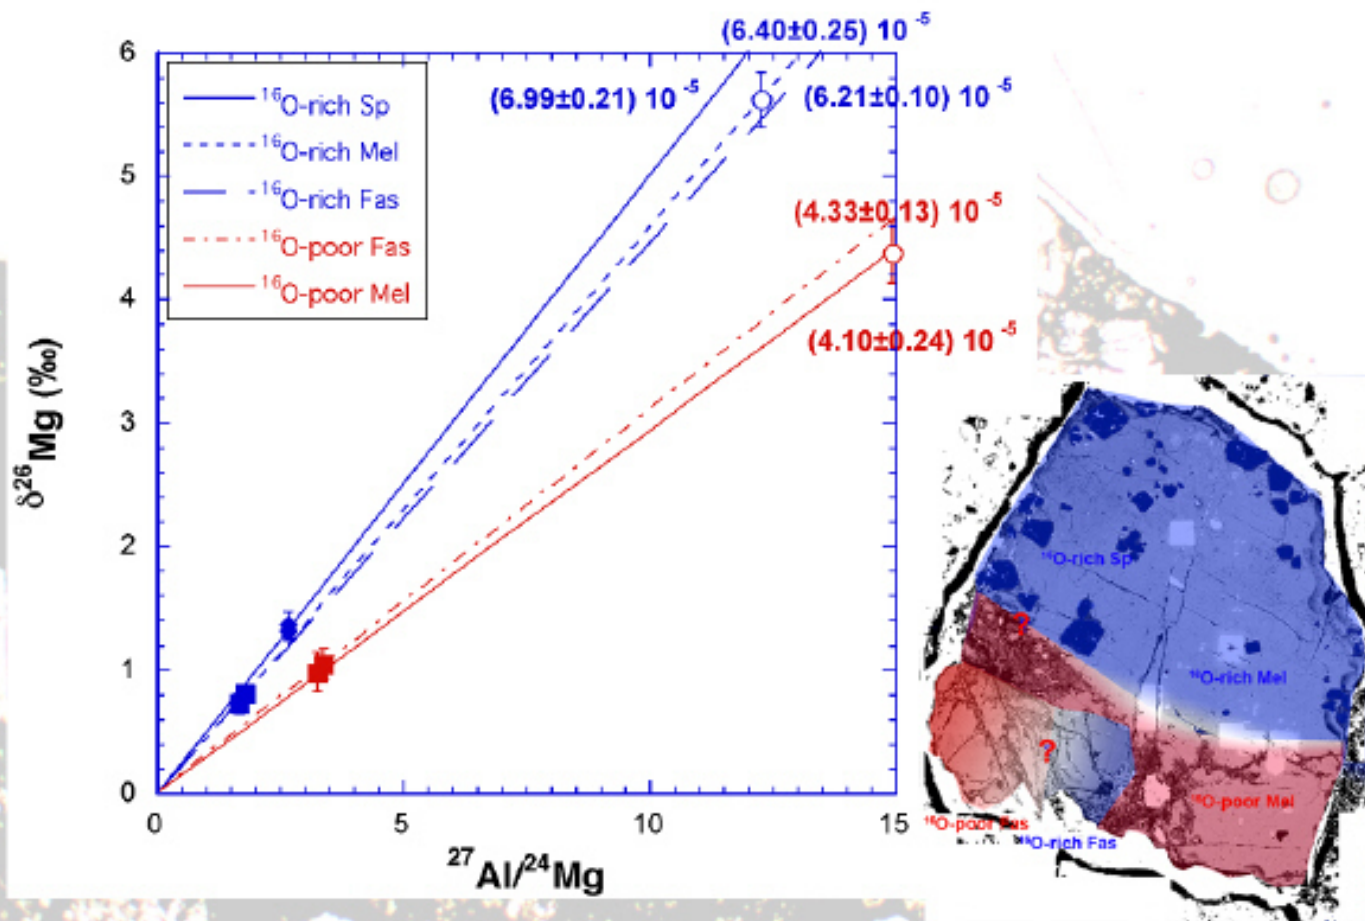 (6.40±0.25) 10 ⁻⁵
6
(6.99±0.21) 10 ⁻⁵
(6.21±0.10) 10 ⁻⁵
¹⁶O-rich Sp
¹⁶O-rich Mel
¹⁶O-rich Fas
¹⁶O-poor Fas
¹⁶O-poor Mel
5
(4.33±0.13) 10 ⁻⁵
4
(4.10±0.24) 10 ⁻⁵
3
2
1
0
δ²⁶Mg (‰)
0
5
10
15
²⁷Al/²⁴Mg
¹⁶O-rich Sp
?
¹⁶O-rich Mel
?
¹⁶O-poor Mel
¹⁶O-poor Fas
¹⁶O-rich Fas